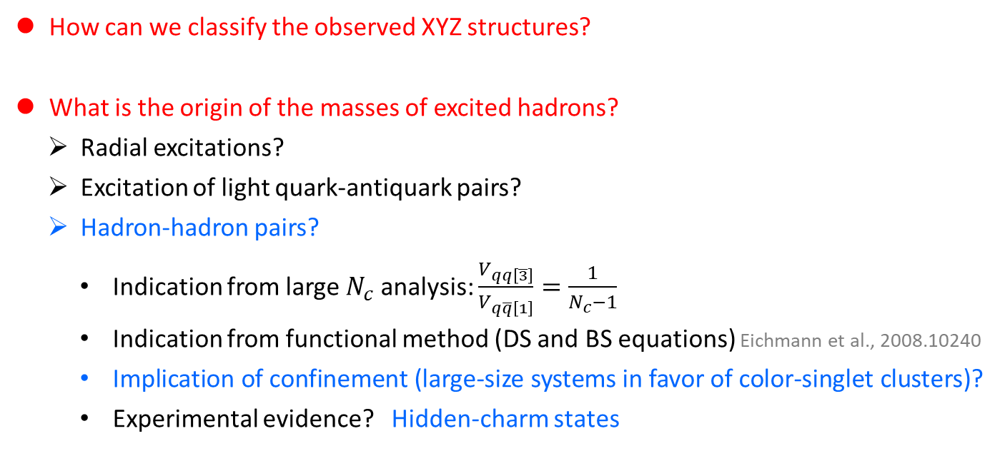 How can we classify the observed XYZ structures?
What is the origin of the masses of excited hadrons?
Radial excitations?
Excitation of light quark-antiquark pairs?
Hadron-hadron pairs?
Indication from large $N_c$ analysis: $\frac{V_{qq[\overline{3}]}}{V_{q\overline{q}[1]}} = \frac{1}{N_c-1}$
Indication from functional method (DS and BS equations) Eichmann et al., 2008.10240
Implication of confinement (large-size systems in favor of color-singlet clusters)?
Experimental evidence? Hidden-charm states